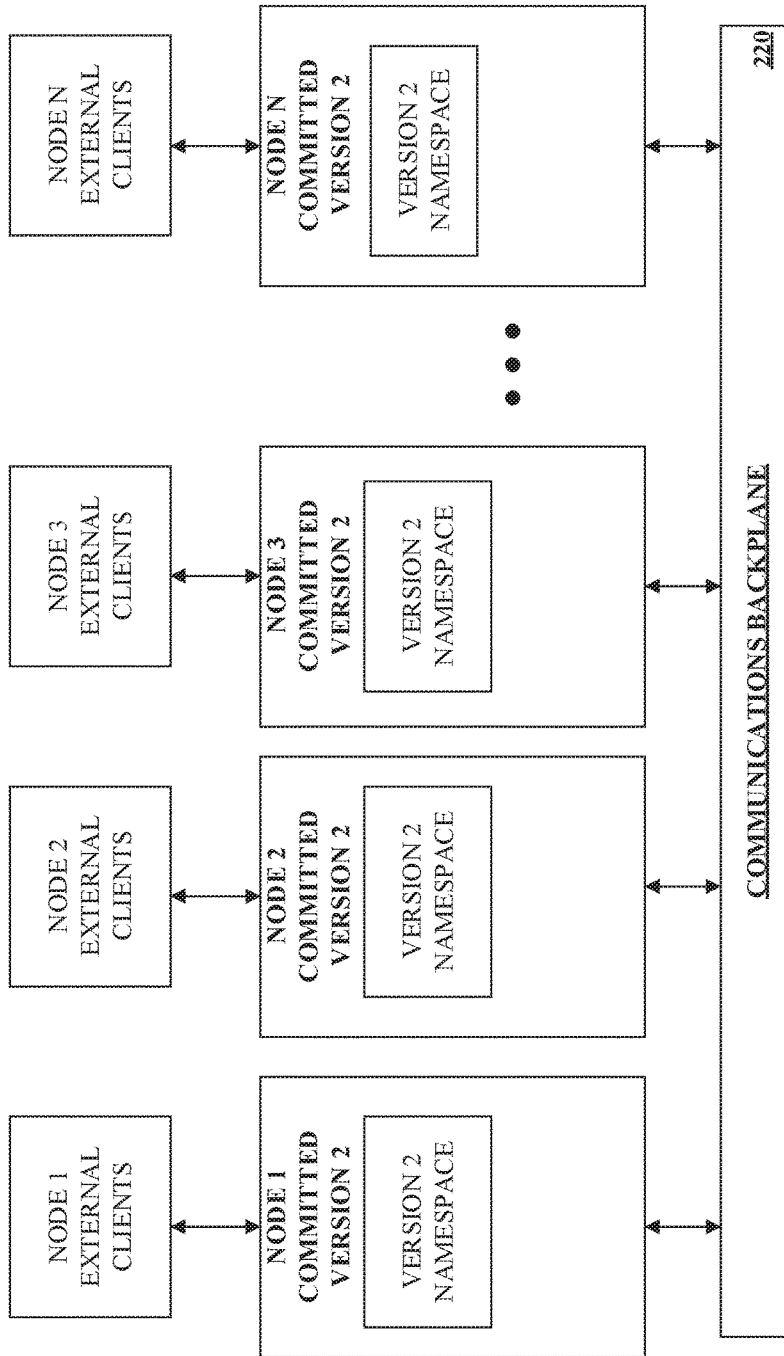 NODE 1
EXTERNAL
CLIENTS
NODE 2
EXTERNAL
CLIENTS
NODE 3
EXTERNAL
CLIENTS
NODE N
EXTERNAL
CLIENTS
NODE 1
COMMITTED
VERSION 2
VERSION 2
NAMESPACE
NODE 2
COMMITTED
VERSION 2
VERSION 2
NAMESPACE
NODE 3
COMMITTED
VERSION 2
VERSION 2
NAMESPACE
NODE N
COMMITTED
VERSION 2
VERSION 2
NAMESPACE
COMMUNICATIONS BACKPLANE
220